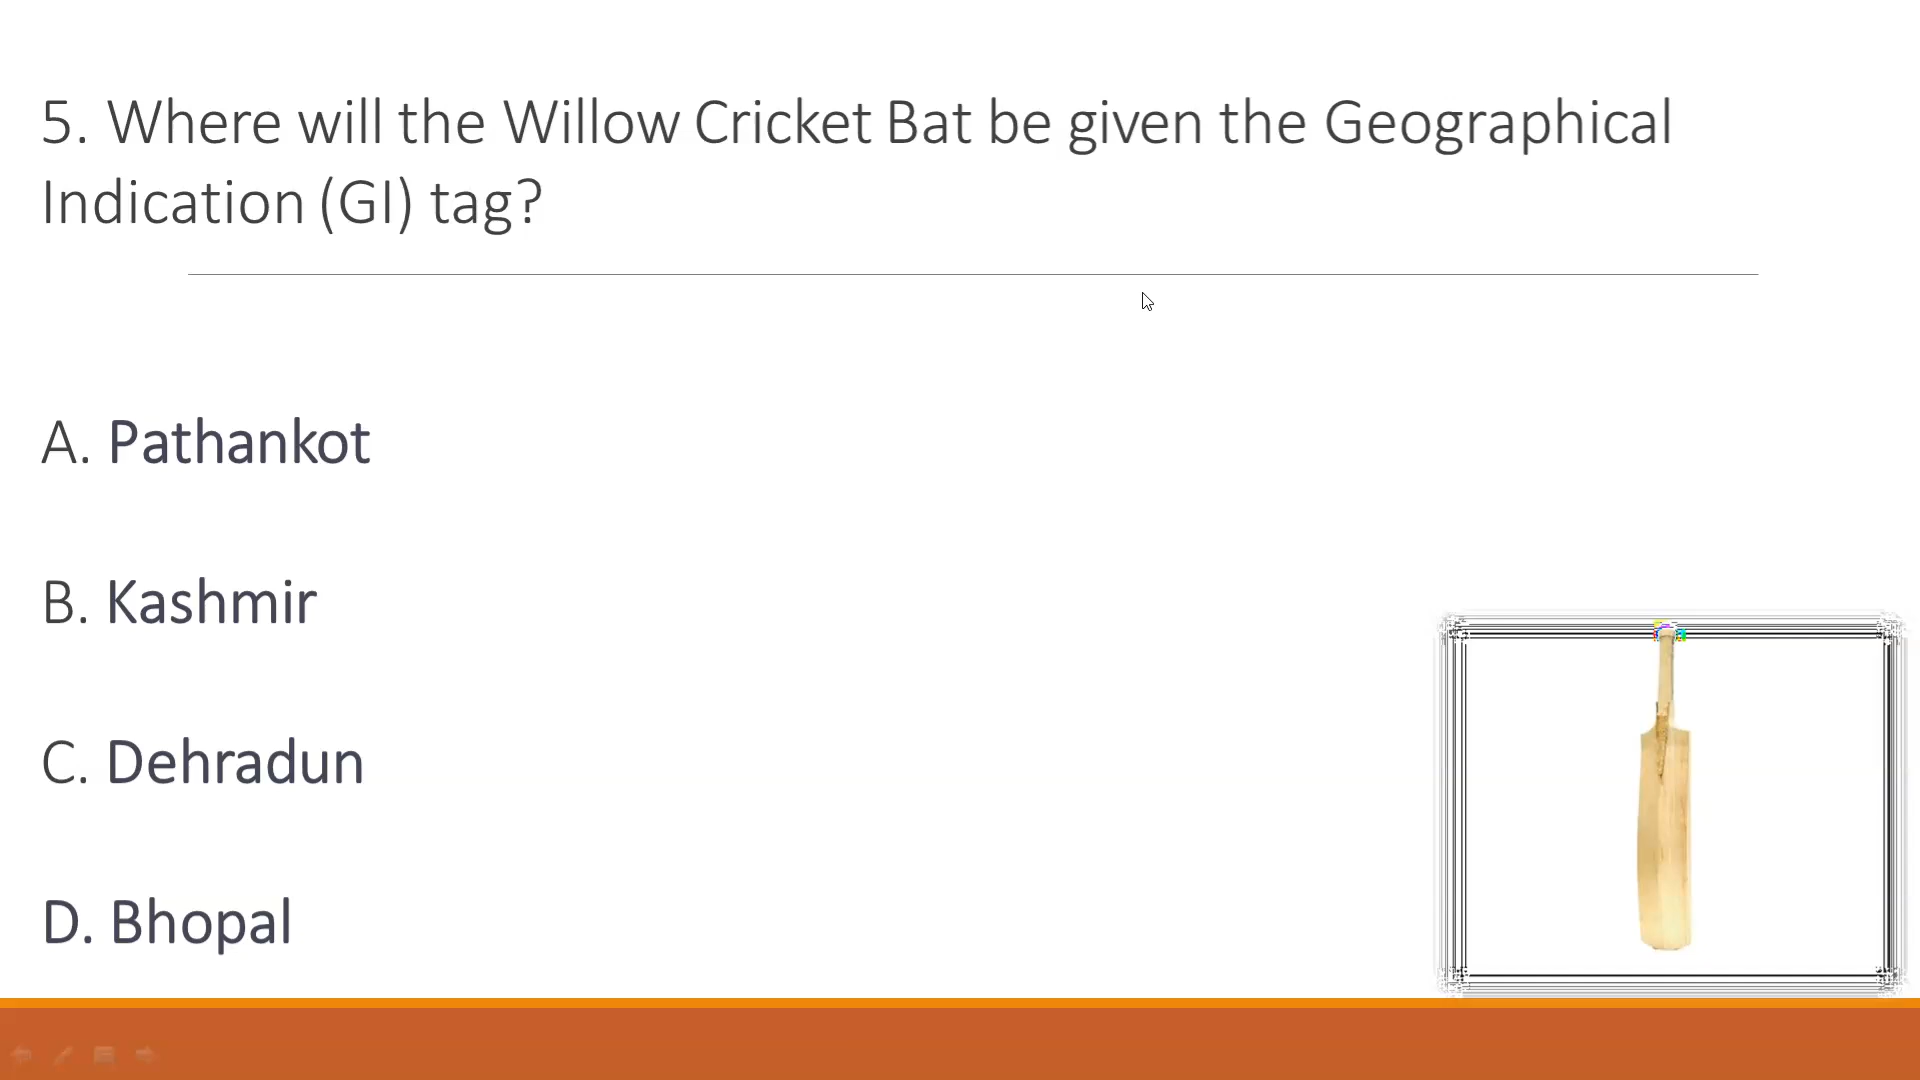 5. Where will the Willow Cricket Bat be given the Geographical
Indication (GI) tag?
A. Pathankot
B. Kashmir
C. Dehradun
D. Bhopal